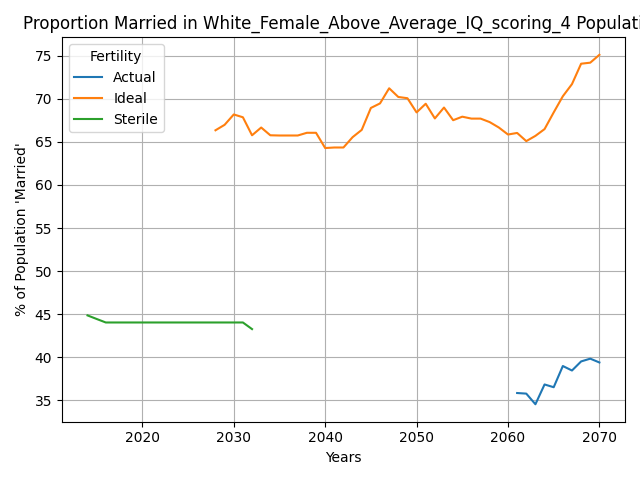 Proportion Married in White_Female_Above_Average_IQ_scoring_4 Populati
Fertility
Actual
Ideal
Sterile
% of Population 'Married'
75
70
65
60
55
50
45
40
35
2020 2030 2040 2050 2060 2070
Years